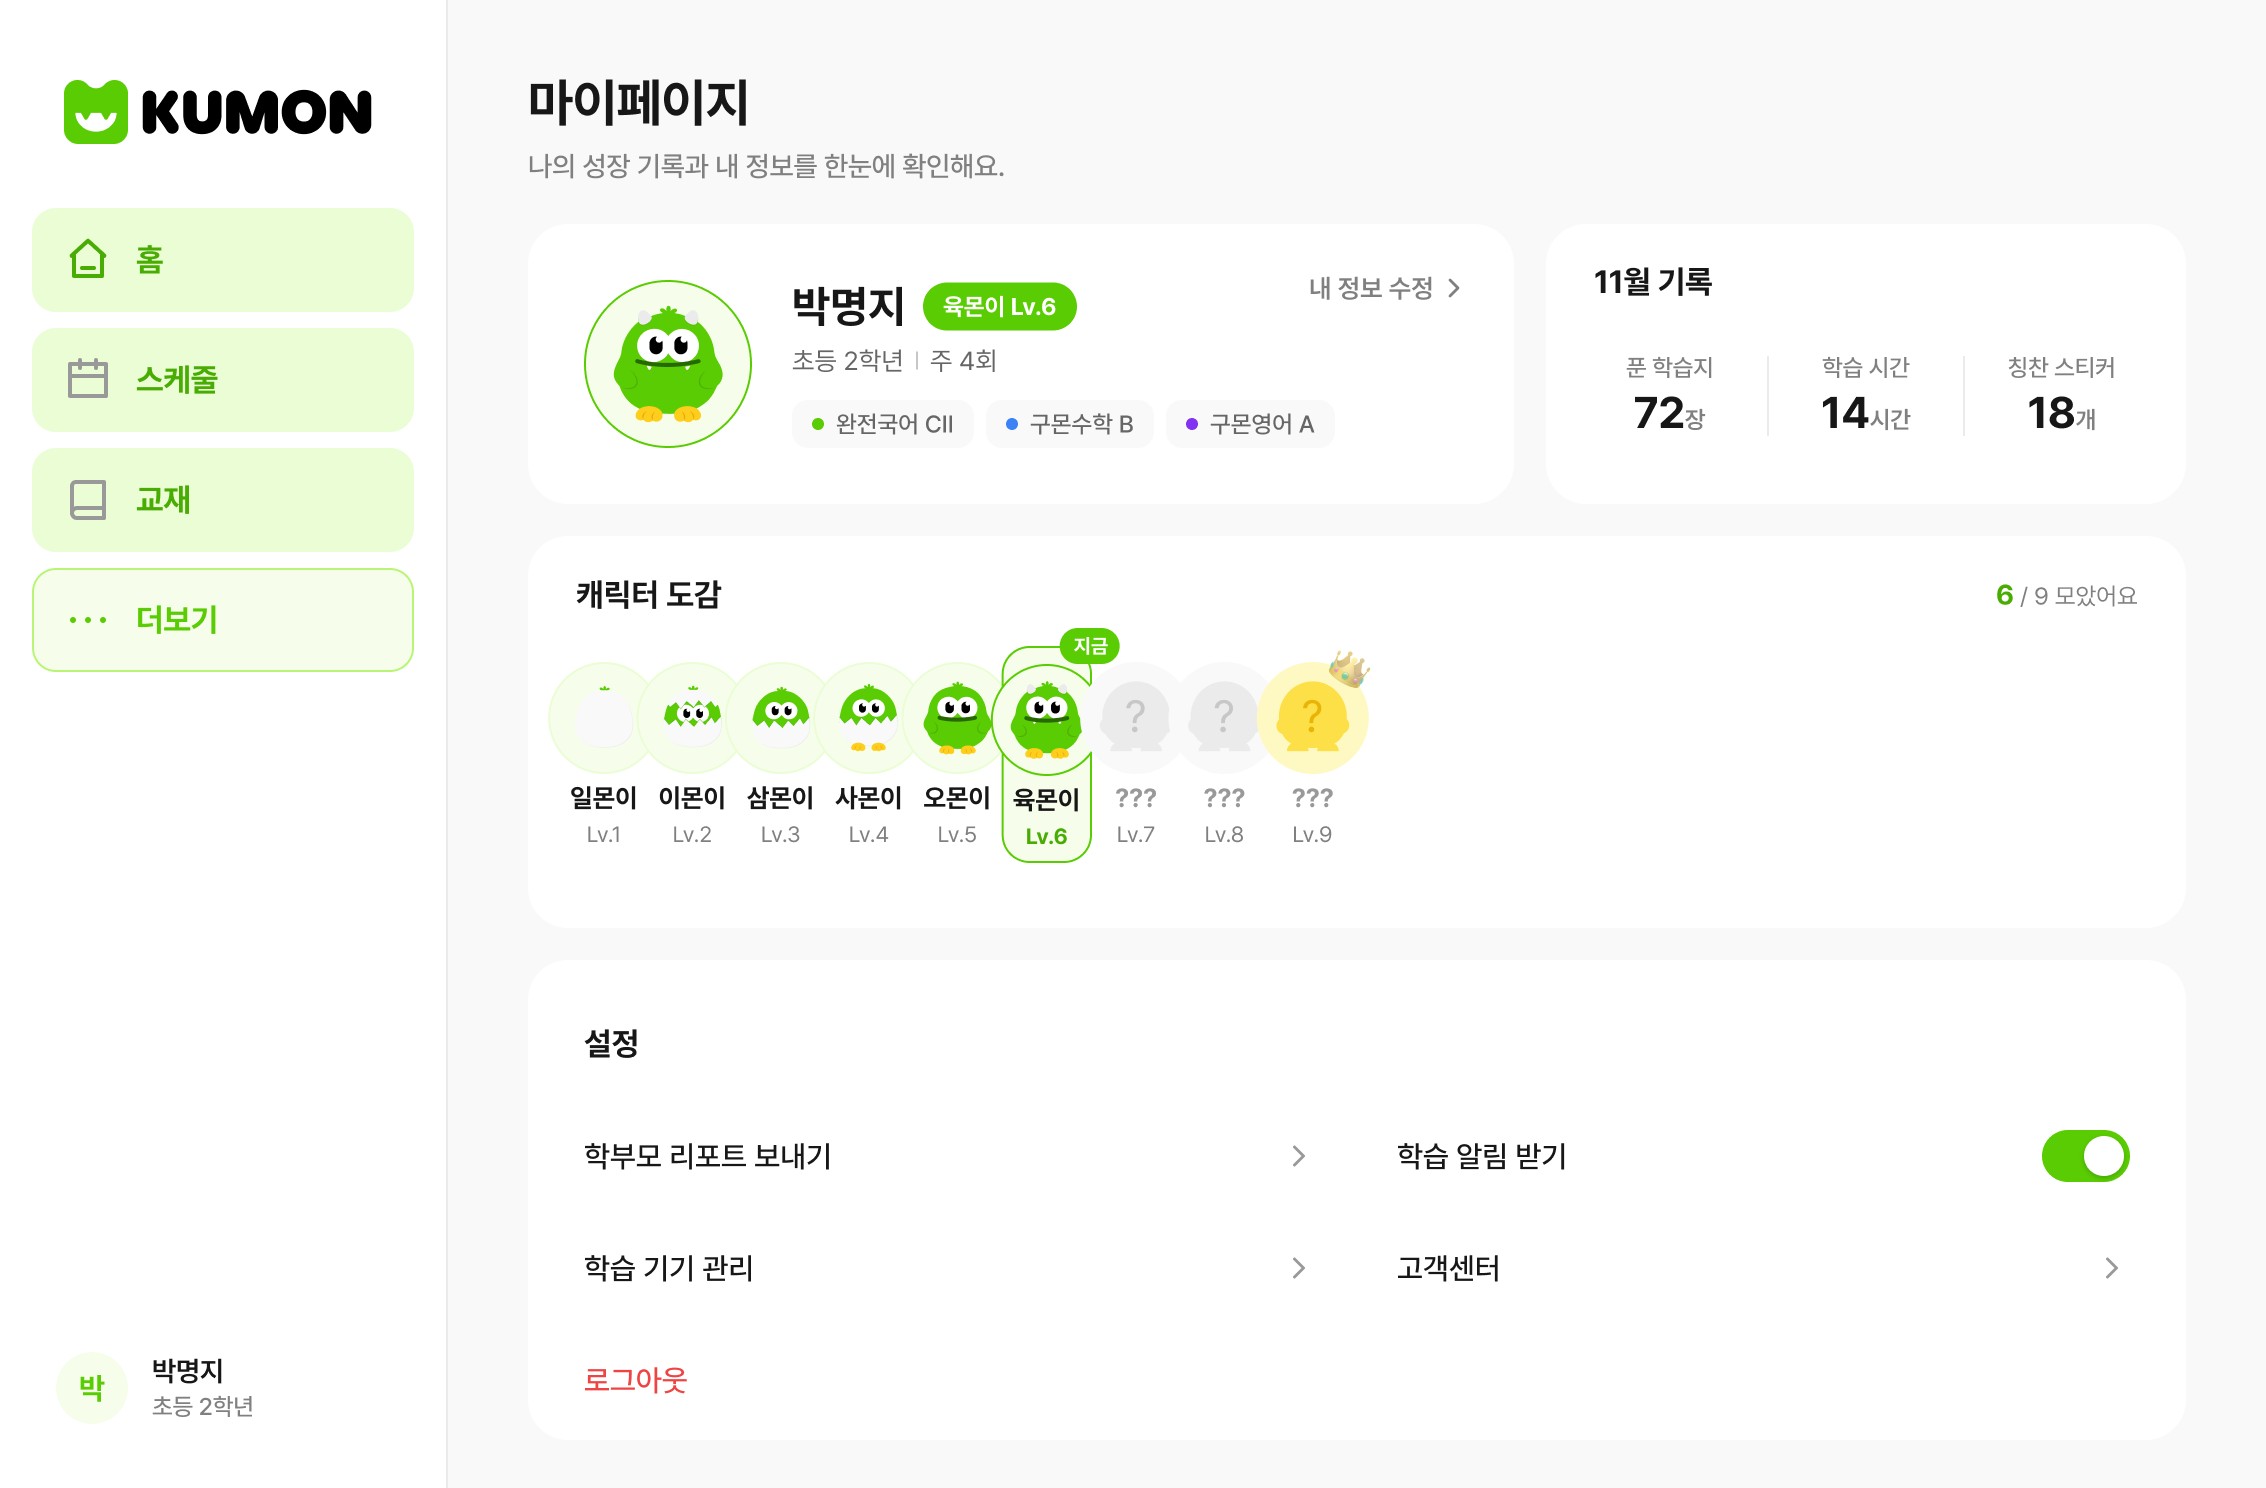 KUMON
홈
스케줄
교재
더보기
박
박명지
초등 2학년
마이페이지
나의 성장 기록과 내 정보를 한눈에 확인해요.
박명지
육몬이 Lv.6
내 정보 수정
초등 2학년 | 주 4회
완전국어 CII
구몬수학 B
구몬영어 A
11월 기록
푼 학습지
72장
학습 시간
14시간
칭찬 스티커
18개
캐릭터 도감
6 / 9 모았어요
지금
? ? ?
일몬이 이몬이 삼몬이 사몬이 오몬이 육몬이 ??? ??? ???
Lv.1 Lv.2 Lv.3 Lv.4 Lv.5 Lv.6 Lv.7 Lv.8 Lv.9
설정
학부모 리포트 보내기
학습 알림 받기
학습 기기 관리
고객센터
로그아웃